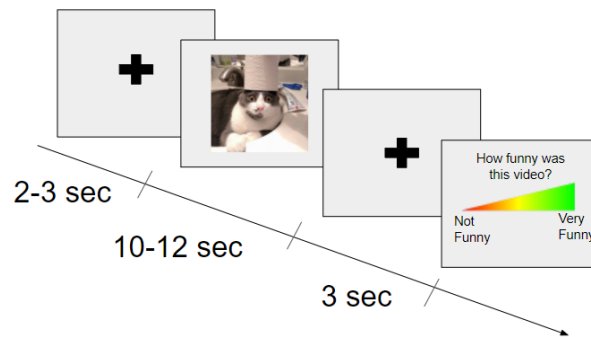 How funny was
this video?
Not
Funny
Very
Funny
2-3 sec
10-12 sec
3 sec